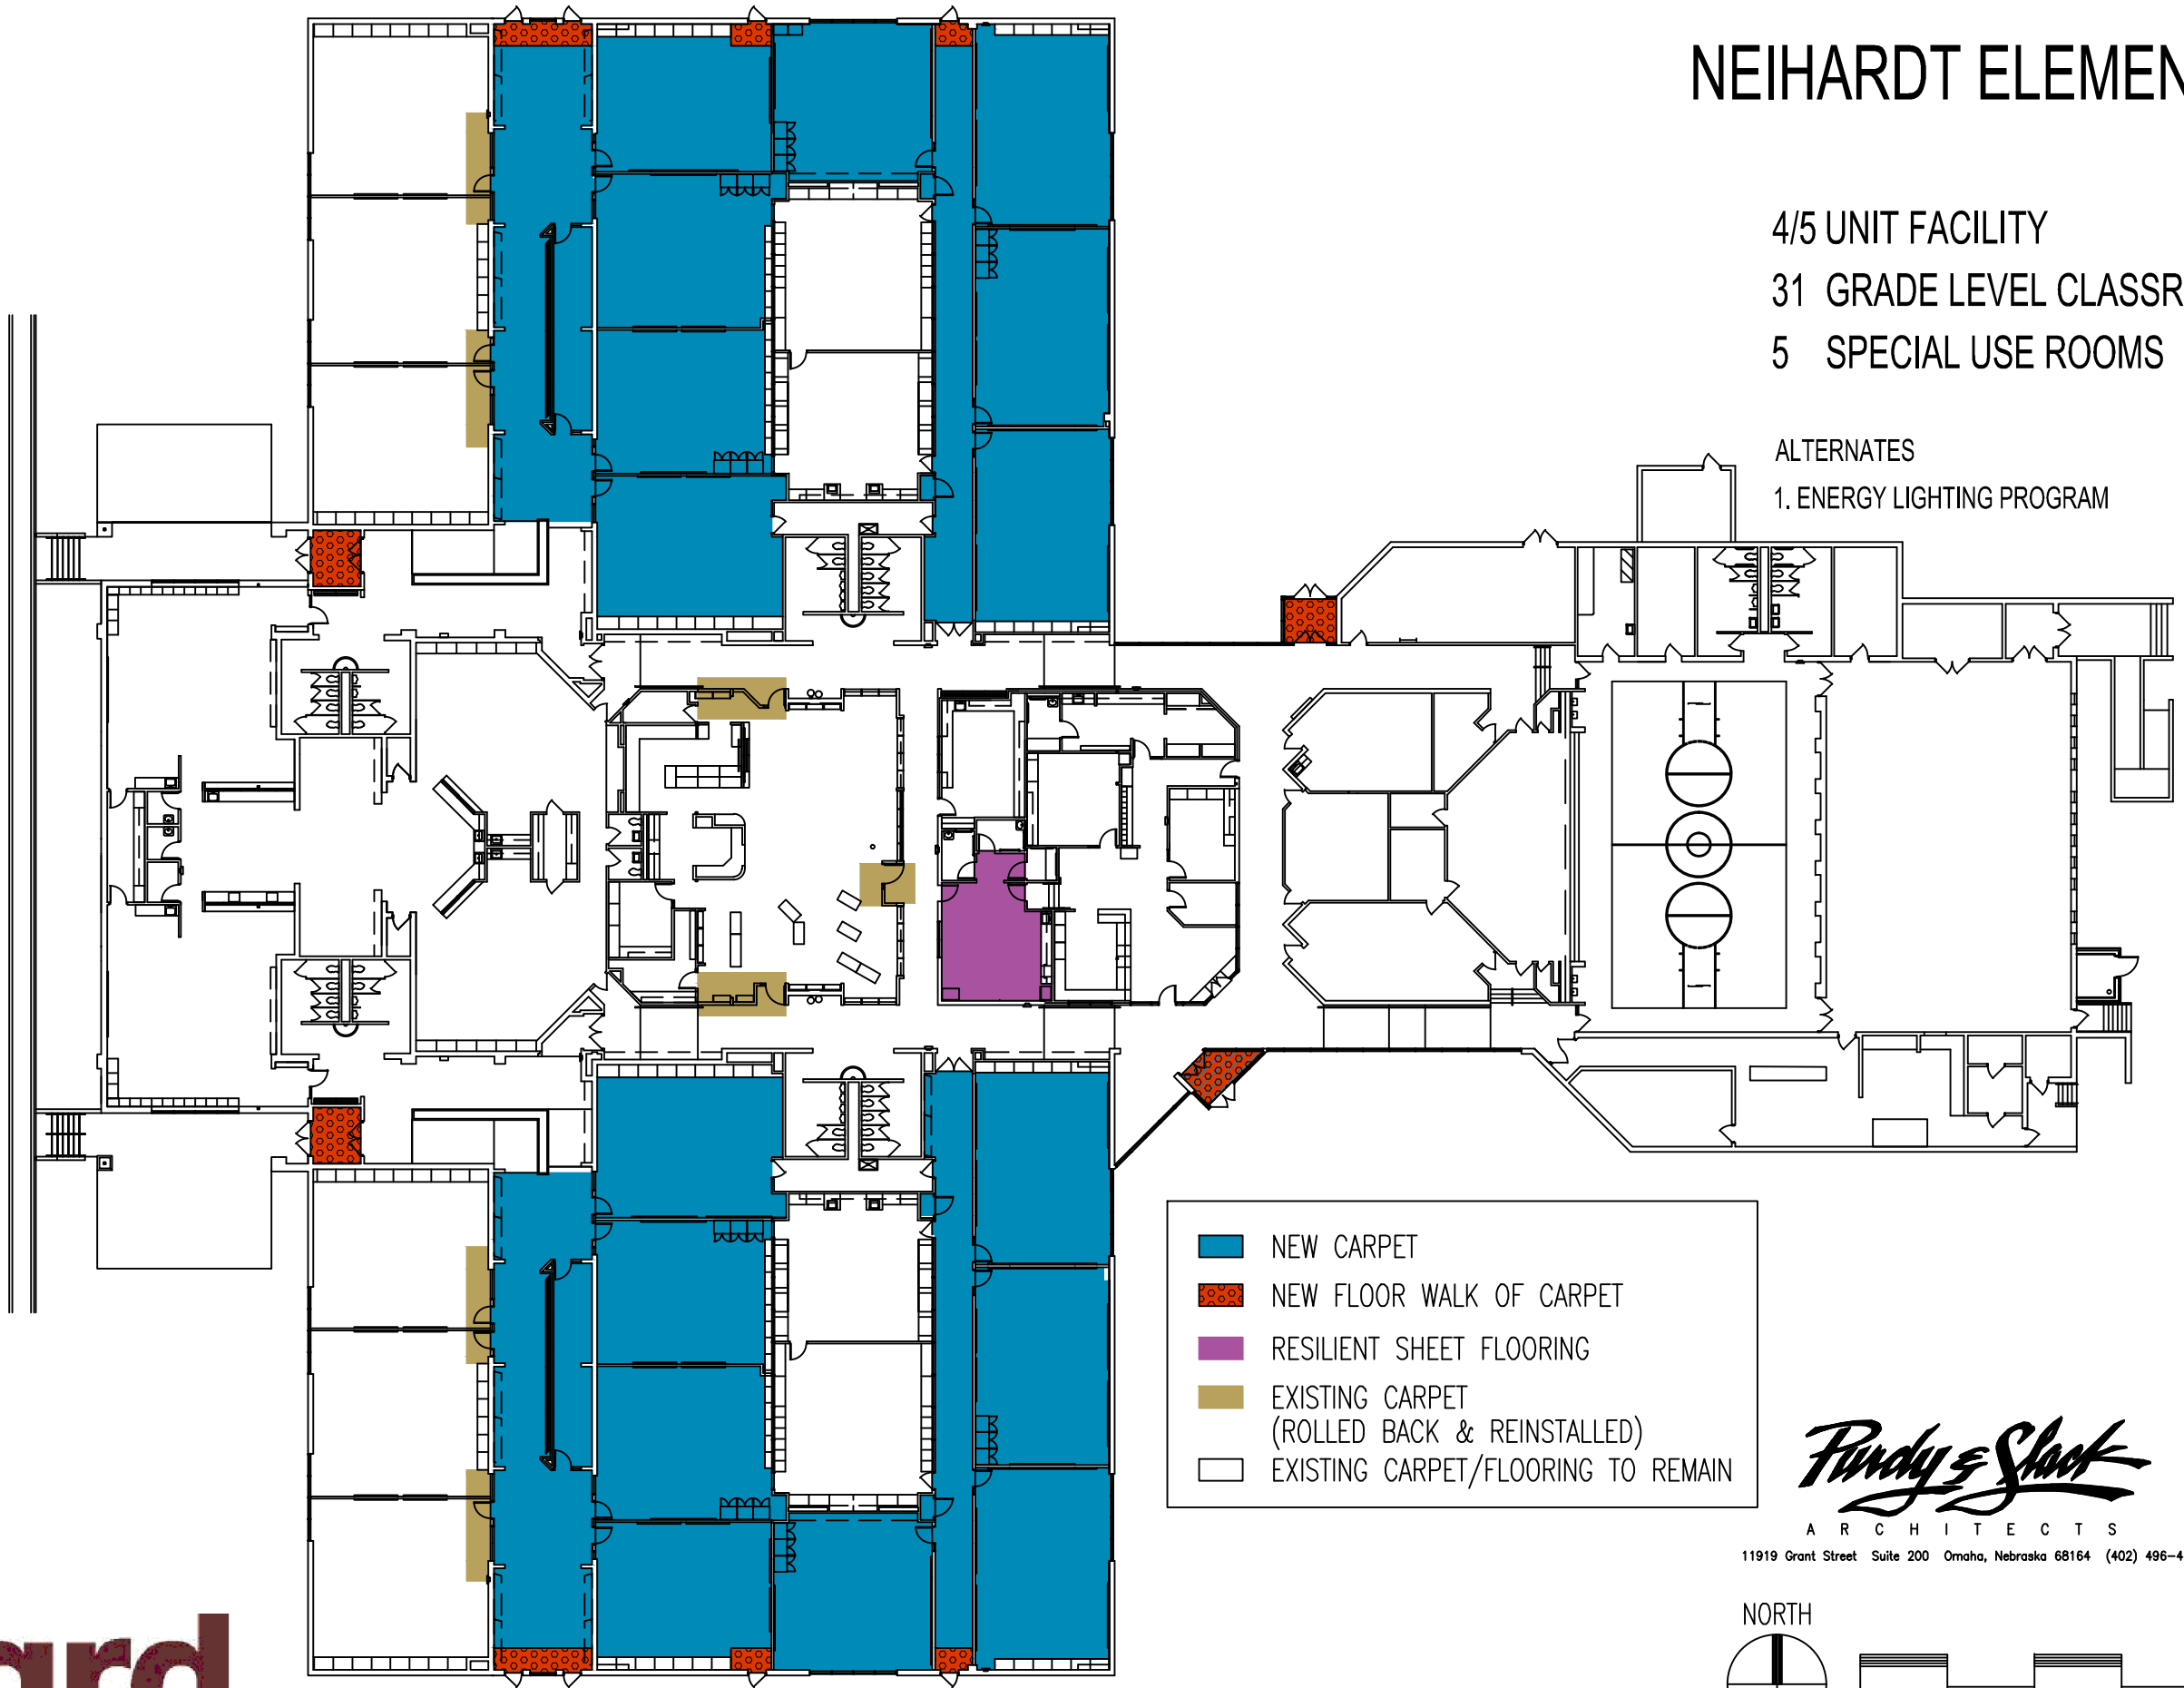 NEIHARDT ELEMEN
4/5 UNIT FACILITY
31 GRADE LEVEL CLASSR
5 SPECIAL USE ROOMS
ALTERNATES
1. ENERGY LIGHTING PROGRAM
NEW CARPET
NEW FLOOR WALK OF CARPET
RESILIENT SHEET FLOORING
EXISTING CARPET
(ROLLED BACK & REINSTALLED)
EXISTING CARPET/FLOORING TO REMAIN
Purdy & Slack
ARCHITECTS
11919 Grant Street Suite 200 Omaha, Nebraska 68164 (402) 496-4
NORTH
ard